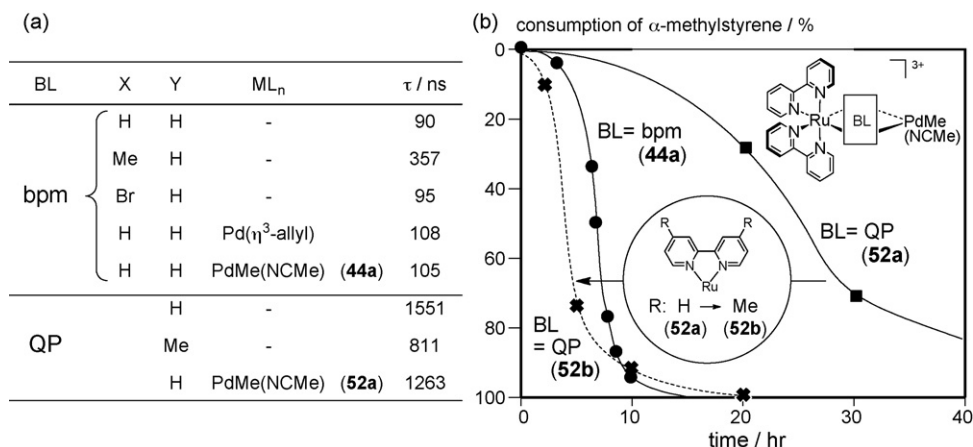 (a)
BL X Y MLn τ / ns
bpm
H H - 90
Me H - 357
Br H - 95
H H Pd(η3-allyl) 108
H H PdMe(NCMe) (44a) 105
QP
H - 1551
Me - 811
H PdMe(NCMe) (52a) 1263
(b)
consumption of α-methylstyrene / %
0
20
40
60
80
100
0 10 20 30 40
time / hr
BL= bpm
(44a)
BL= QP
(52a)
BL
= QP
(52b)
N
N
N
N
Ru
BL
PdMe
(NCMe)
3+
R R
N N
Ru
R: H → Me
(52a) (52b)